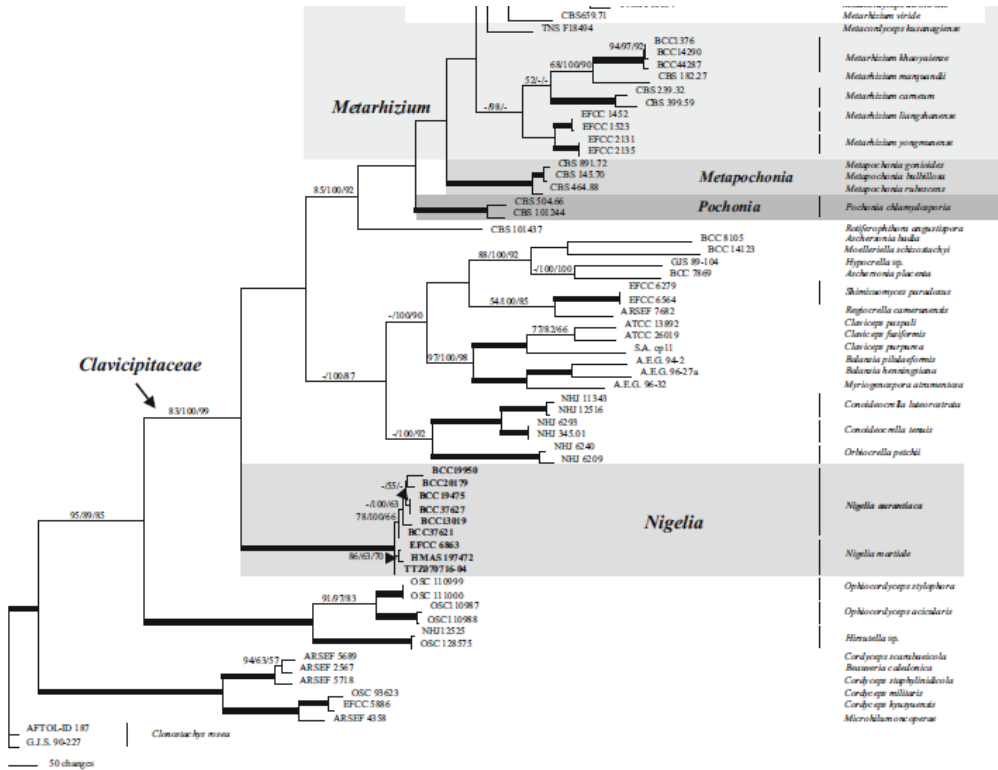 CBS659.71 Metarhizium viride
TNS F18494 Metacordyceps kusanagiense
BCC1376
94/97/92 BCC14290 Metarhizium khaoyaiense
68/100/90 BCC44287
CBS 182.27 Metarhizium marquandii
52/-/- CBS 239.32
CBS 399.59 Metarhizium carneum
Metarhizium -/98/- EFCC 1452 Metarhizium liangshanense
EFCC 1523
EFCC 2131 Metarhizium yongmunense
EFCC 2135
CBS 891.72 Metapochonia gonioides
CBS 145.70 Metapochonia Metapochonia bulbillosa
85/100/92 CBS 464.88 Metapochonia rubescens
CBS 504.66 Pochonia Pochonia chlamydosporia
CBS 101244
CBS 101437 Rotiferophthora angustispora
BCC 8105 Aschersonia badia
BCC 14123 Moelleriella schizostachyi
88/100/92 GJS 89-104 Hypocrella sp.
-/100/100 BCC 7869 Aschersonia placenta
EFCC 6279
EFCC 6564 Shimizuomyces paradoxus
54/100/85 ARSEF 7682 Regiocrella camerunensis
-/100/90 ATCC 13892 Claviceps paspali
77/82/66 ATCC 26019 Claviceps fusiformis
S.A. cp11 Claviceps purpurea
97/100/98 A.E.G. 94-2 Balansia pilulaeformis
Clavicipitaceae A.E.G. 96-27a Balansia henningsiana
-/100/87 A.E.G. 96-32 Myriogenospora atramentosa
NHJ 11343
83/100/99 NHJ 12516 Conoideocrella luteorostrata
NHJ 6293
NHJ 345.01 Conoideocrella tenuis
-/100/92 NHJ 6240
NHJ 6209 Orbiocrella petchii
BCC19950
-/55/- BCC20179
-/100/63 BCC19475
BCC37627 Nigelia aurantiaca
78/100/66 BCC13019 Nigelia
95/89/85 BCC37621
EFCC 6863
86/63/70 HMAS 197472 Nigelia martiale
TTZ070716-04
OSC 110999 Ophiocordyceps stylophora
OSC 111000
91/97/83 OSC110987
OSC110988 Ophiocordyceps acicularis
NHJ12525
OSC 128575 Hirsutella sp.
ARSEF 5689 Cordyceps scarabaeicola
94/63/57 ARSEF 2567 Beauveria caledonica
ARSEF 5718 Cordyceps staphylinidicola
OSC 93623 Cordyceps militaris
EFCC 5886 Cordyceps kyusyuensis
ARSEF 4358 Microhilum oncoperae
AFTOL-ID 187
G.J.S. 90-227 Clonostachys rosea
50 changes